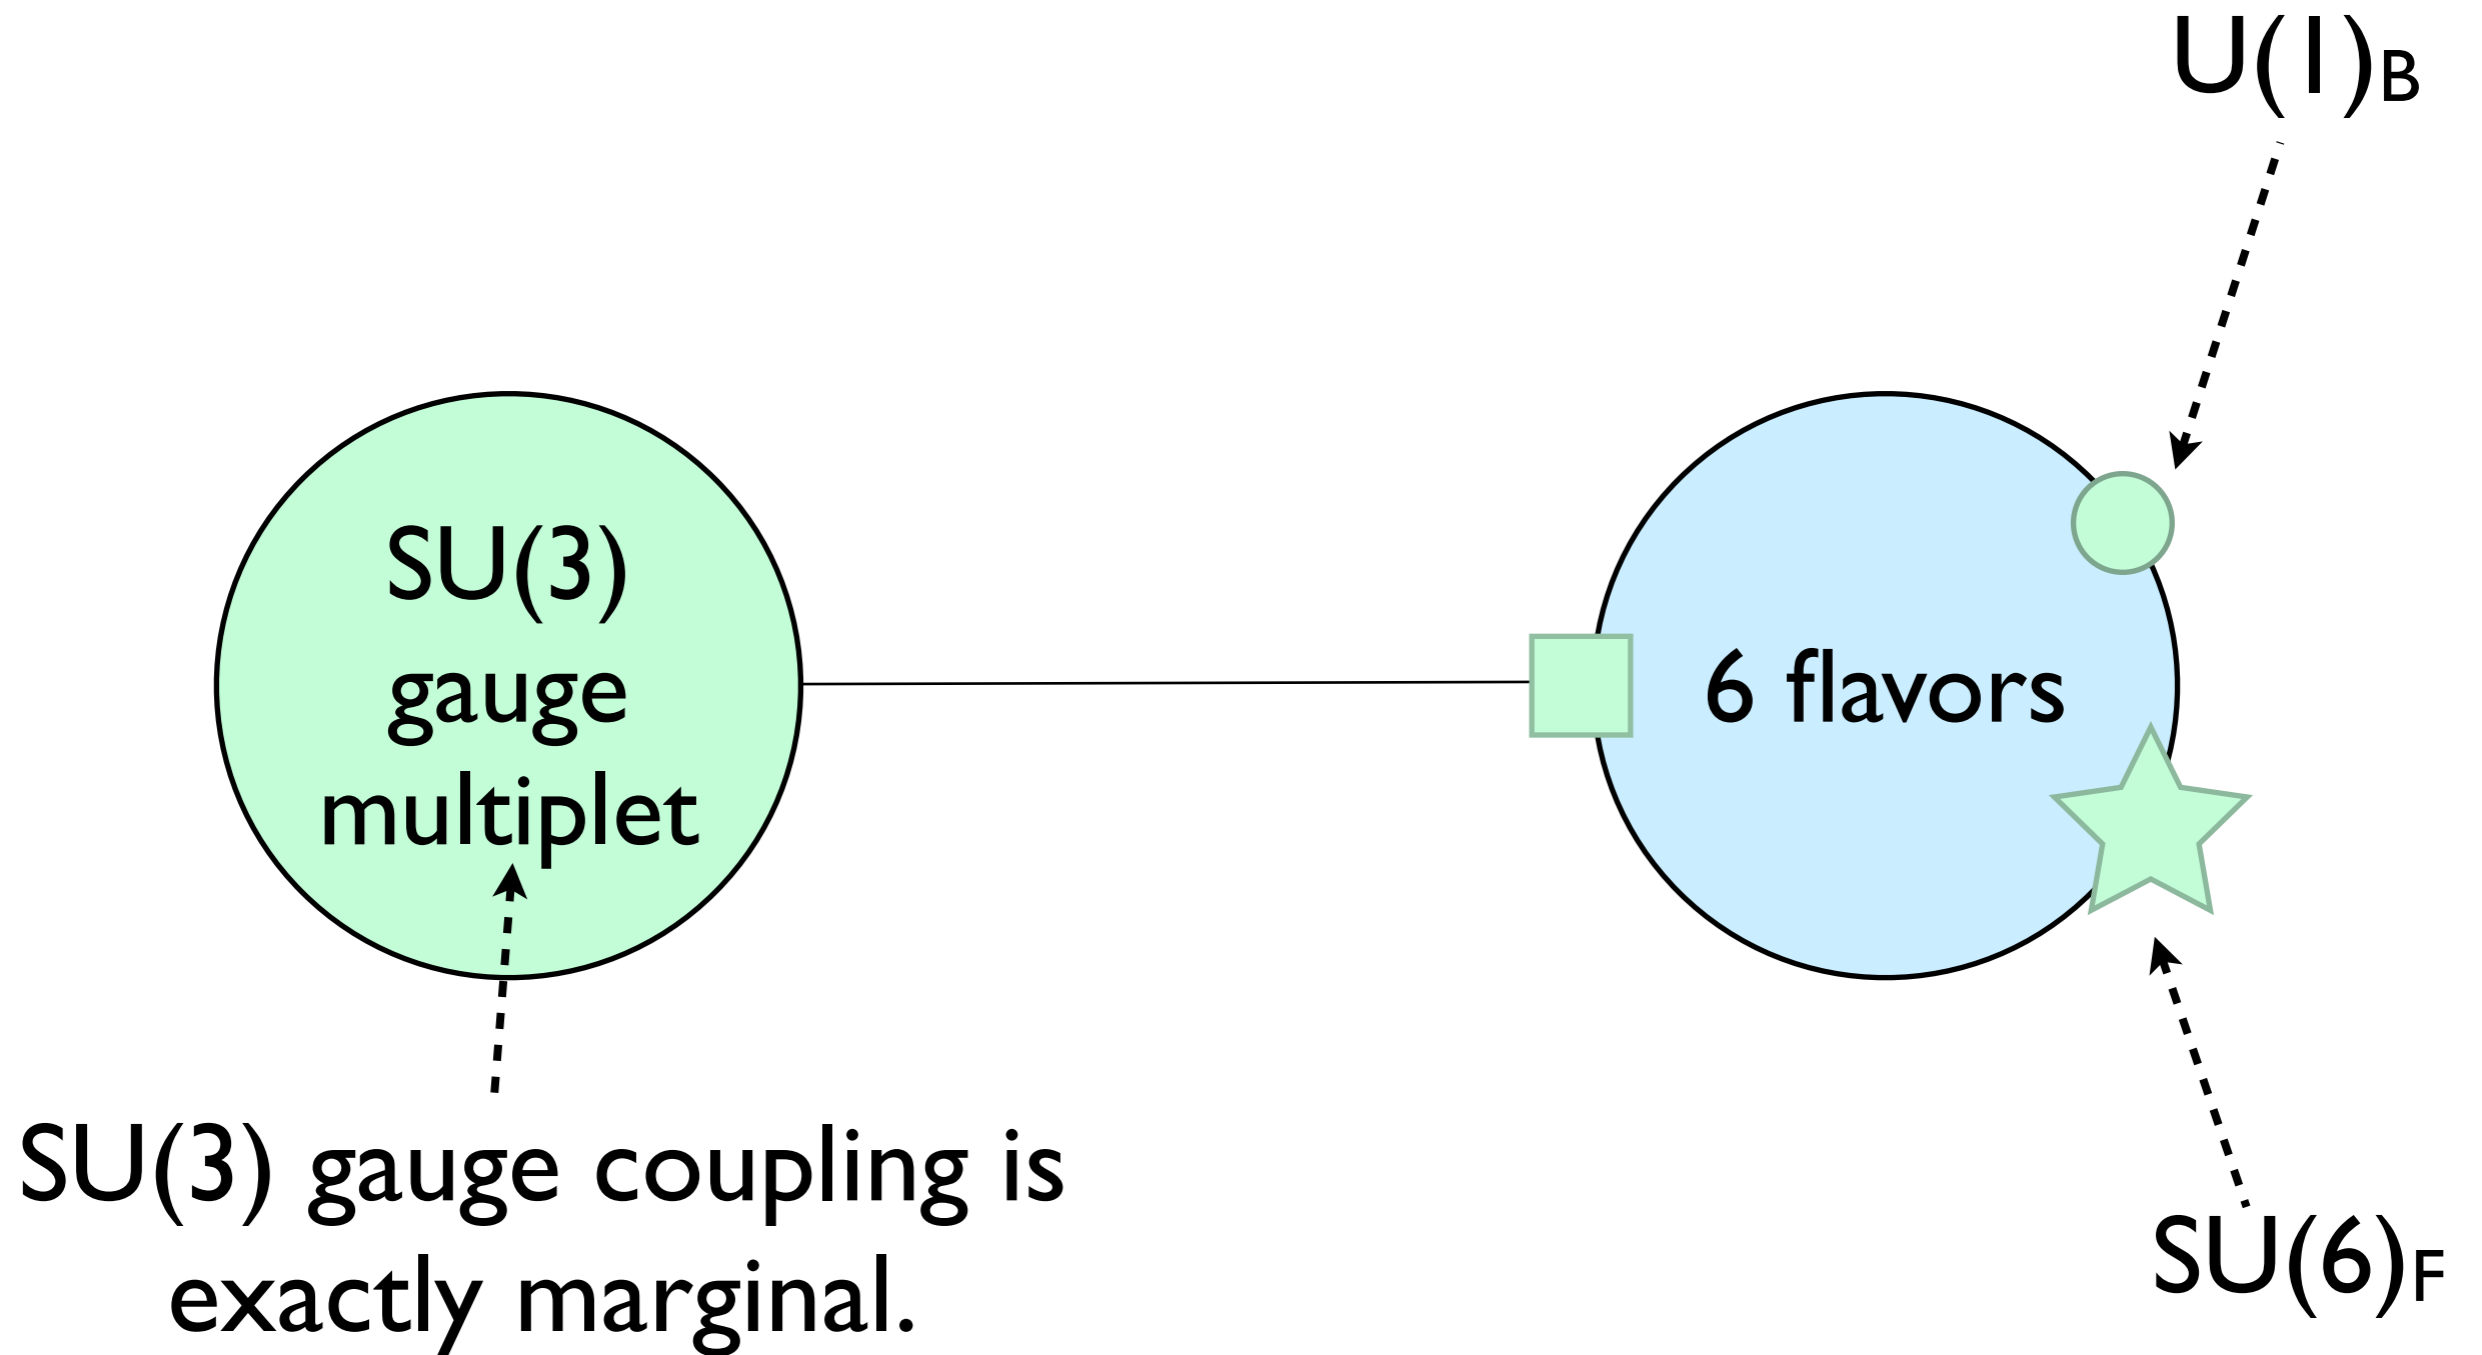 U(1)B
SU(3)
gauge
multiplet
6 flavors
SU(3) gauge coupling is
exactly marginal.
SU(6)F